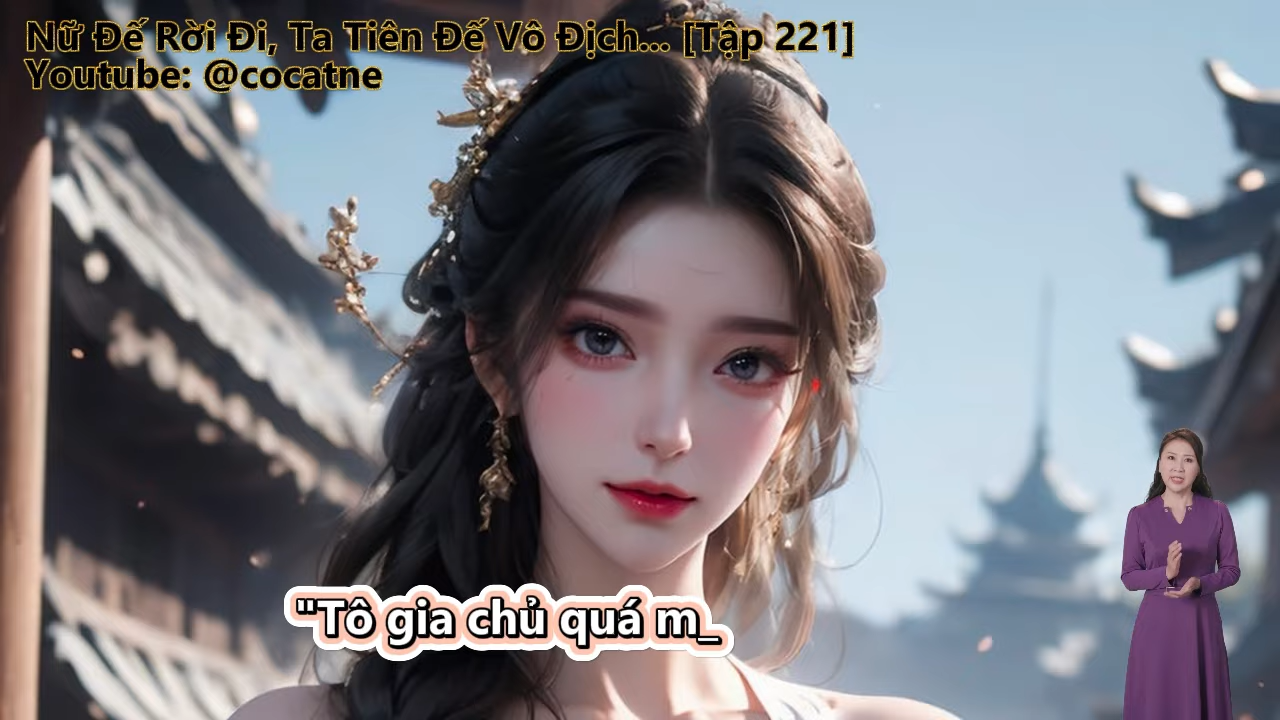 Nữ Đế Rời Đi, Ta Tiên Đế Vô Địch... [Tập 221]
Youtube: @cocatne
"Tô gia chủ quá m_